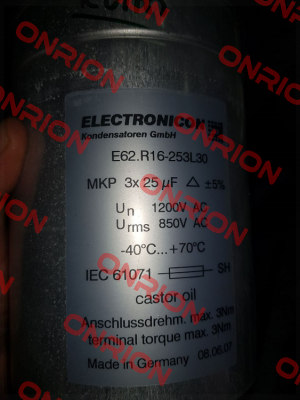 ELECTRONICON
Kondensatoren GmbH
E62.R16-253L30
MKP 3x 25 µF △ ±5%
Un 1200V AC
Urms 850V AC
-40°C...+70°C
IEC 61071 SH
castor oil
Anschlussdrehm. max. 3Nm
terminal torque max. 3Nm
Made in Germany 08.06.07
ONRION
ONRION
ONRION
ONRION
ONRION
ONRION
ONRION
ONRION